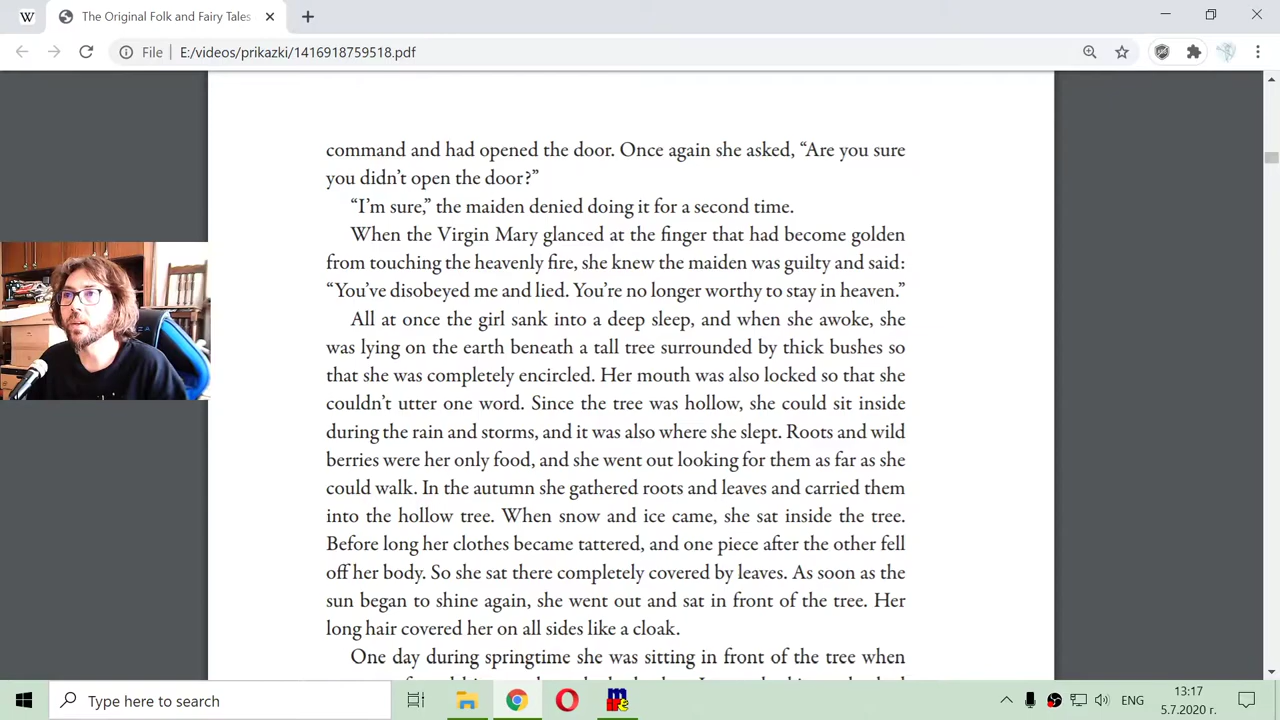 The Original Folk and Fairy Tales
File
E:/videos/prikazki/1416918759518.pdf
command and had opened the door. Once again she asked, “Are you sure
you didn’t open the door?”
“I’m sure,” the maiden denied doing it for a second time.
When the Virgin Mary glanced at the finger that had become golden
from touching the heavenly fire, she knew the maiden was guilty and said:
“You’ve disobeyed me and lied. You’re no longer worthy to stay in heaven.”
All at once the girl sank into a deep sleep, and when she awoke, she
was lying on the earth beneath a tall tree surrounded by thick bushes so
that she was completely encircled. Her mouth was also locked so that she
couldn’t utter one word. Since the tree was hollow, she could sit inside
during the rain and storms, and it was also where she slept. Roots and wild
berries were her only food, and she went out looking for them as far as she
could walk. In the autumn she gathered roots and leaves and carried them
into the hollow tree. When snow and ice came, she sat inside the tree.
Before long her clothes became tattered, and one piece after the other fell
off her body. So she sat there completely covered by leaves. As soon as the
sun began to shine again, she went out and sat in front of the tree. Her
long hair covered her on all sides like a cloak.
One day during springtime she was sitting in front of the tree when
Type here to search
ЕНГ
13:17
5.7.2020 г.